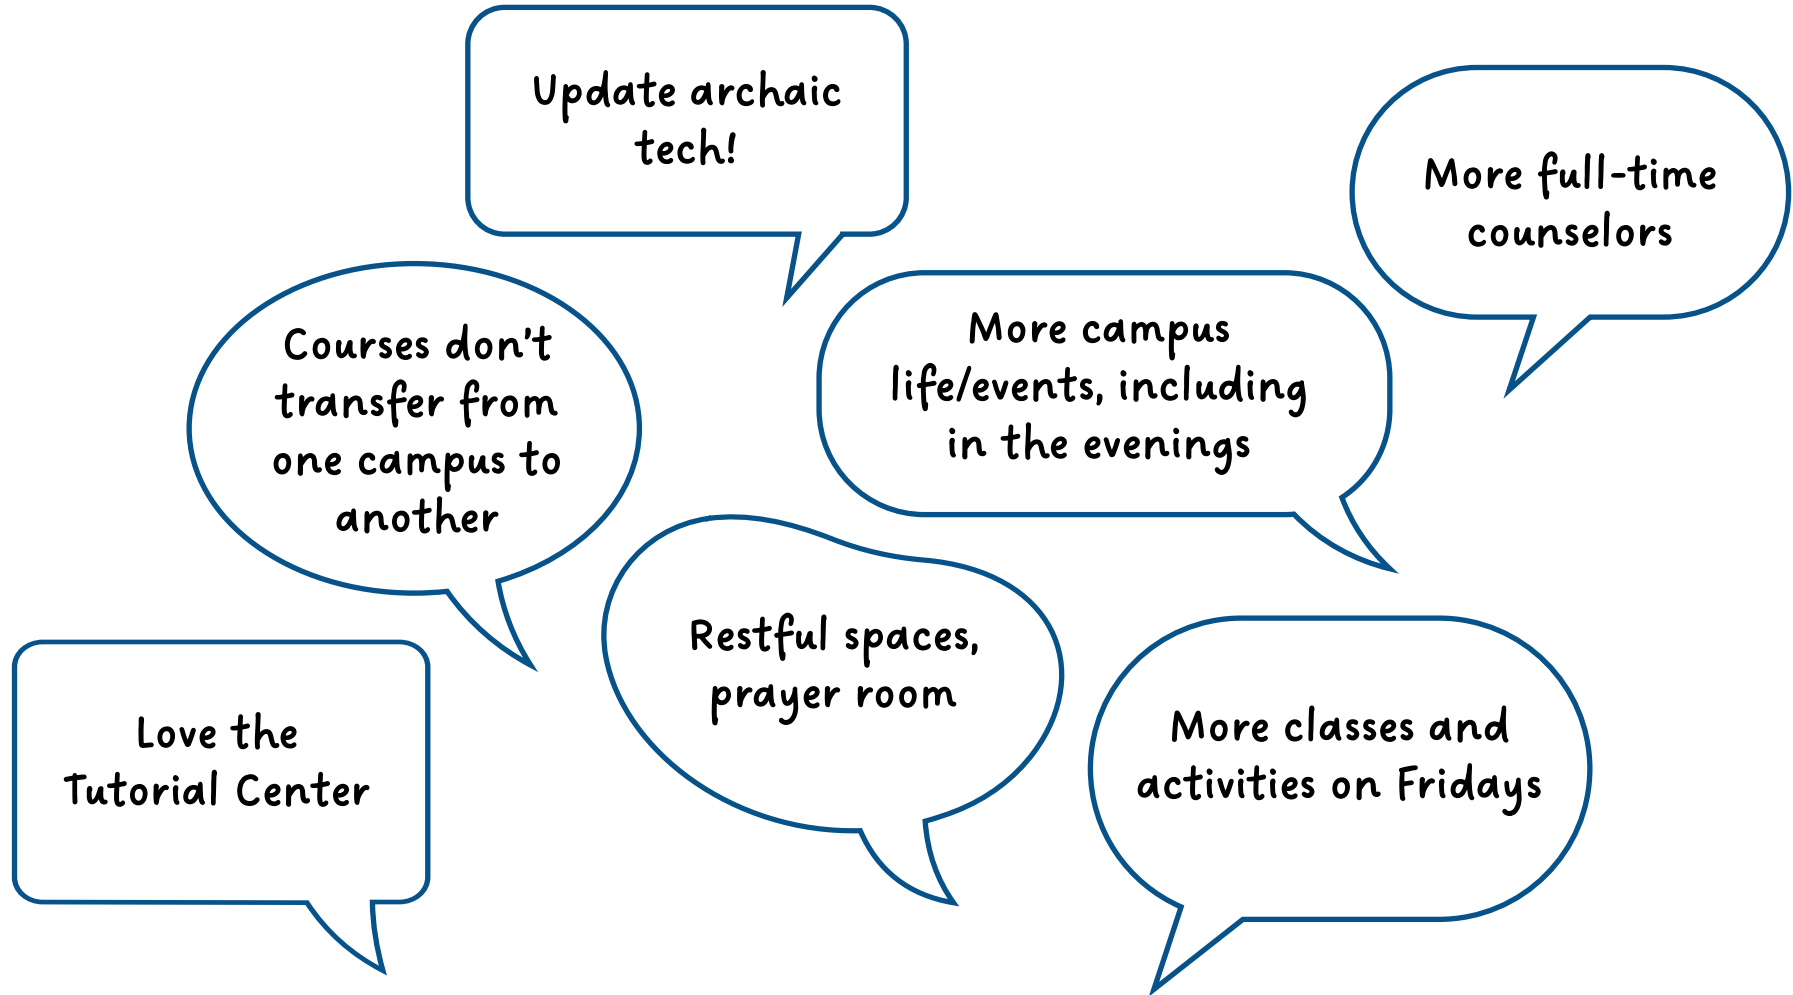 Update archaic
tech!
More full-time
counselors
Courses don't
transfer from
one campus to
another
More campus
life/events, including
in the evenings
Restful spaces,
prayer room
Love the
Tutorial Center
More classes and
activities on Fridays